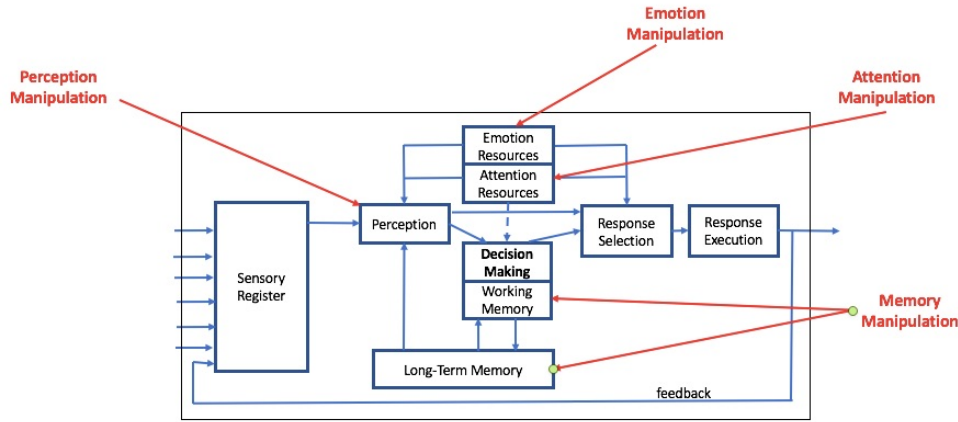 Emotion
Manipulation
Perception
Manipulation
Attention
Manipulation
Emotion
Resources
Attention
Resources
Perception
Response
Selection
Response
Execution
Decision
Making
Sensory
Register
Working
Memory
Memory
Manipulation
Long-Term Memory
feedback